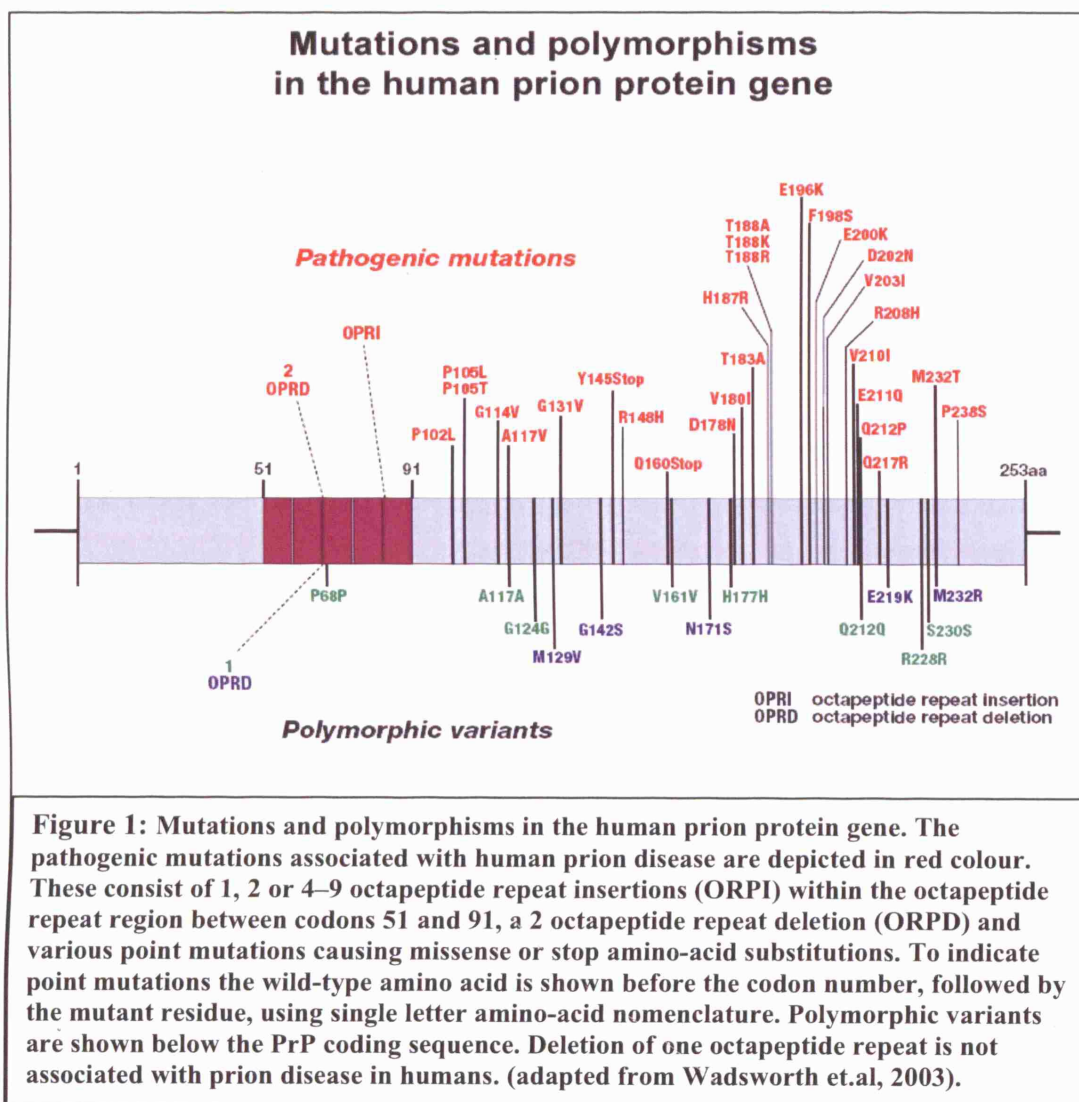 Mutations and polymorphisms
in the human prion protein gene
E196K
F198S
T188A
T188K
T188R
E200K
D202N
Pathogenic mutations
V203I
H187R
R208H
OPRI
T183A
V210I
2
OPRD
P105L
P105T
Y145Stop
M232T
G114V
G131V
V180I
E211Q
P238S
R148H
D178N
P102L
A117V
Q212P
Q160Stop
Q217R
1
51
91
253aa
P68P
A117A
V161V
H177H
E219K
M232R
G124G
G142S
N171S
Q212Q
S230S
M129V
R228R
1
OPRD
OPRI octapeptide repeat insertion
OPRD octapeptide repeat deletion
Polymorphic variants
Figure 1: Mutations and polymorphisms in the human prion protein gene. The
pathogenic mutations associated with human prion disease are depicted in red colour.
These consist of 1, 2 or 4–9 octapeptide repeat insertions (ORPI) within the octapeptide
repeat region between codons 51 and 91, a 2 octapeptide repeat deletion (ORPD) and
various point mutations causing missense or stop amino-acid substitutions. To indicate
point mutations the wild-type amino acid is shown before the codon number, followed by
the mutant residue, using single letter amino-acid nomenclature. Polymorphic variants
are shown below the PrP coding sequence. Deletion of one octapeptide repeat is not
associated with prion disease in humans. (adapted from Wadsworth et.al, 2003).